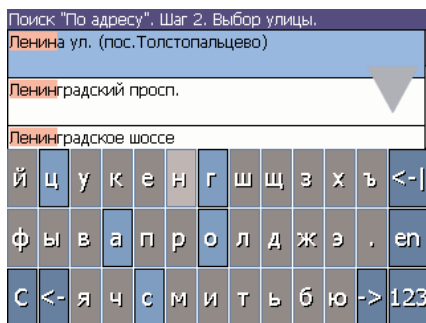 Поиск "По адресу". Шаг 2. Выбор улицы.
Ленина ул. (пос.Толстопальцево)
Ленинградский просп.
Ленинградское шоссе
й ц у к е н г ш щ з х ъ <-|
ф ы в а п р о л д ж э . en
С <- я ч с м и т ь б ю -> 123